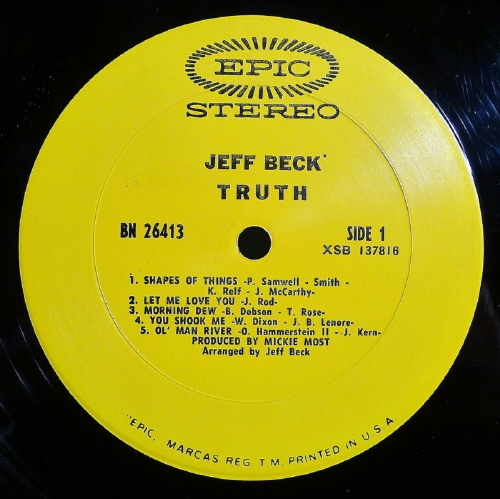 EPIC
STEREO
JEFF BECK
TRUTH
BN 26413
SIDE 1
XSB 137816
1. SHAPES OF THINGS -P. Samwell - Smith -
K. Relf - J. McCarthy-
2. LET ME LOVE YOU -J. Rod-
3. MORNING DEW -B. Dobson - T. Rose-
4. YOU SHOOK ME -W. Dixon - J. B. Lenore-
5. OL' MAN RIVER -O. Hammerstein II - J. Kern-
PRODUCED BY MICKIE MOST
Arranged by Jeff Beck
"EPIC, MARCAS REG. T.M. PRINTED IN U S A